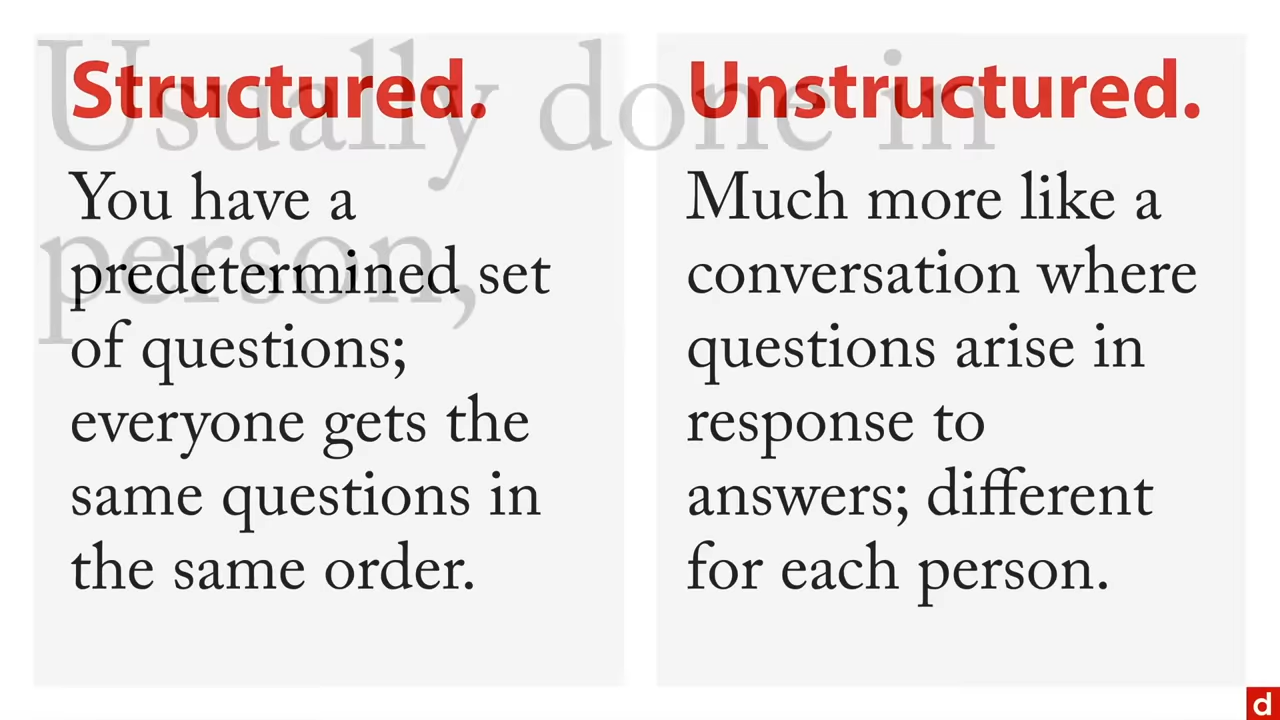 Usually done in
person,
Structured.
You have a
predetermined set
of questions;
everyone gets the
same questions in
the same order.
Unstructured.
Much more like a
conversation where
questions arise in
response to
answers; different
for each person.
d